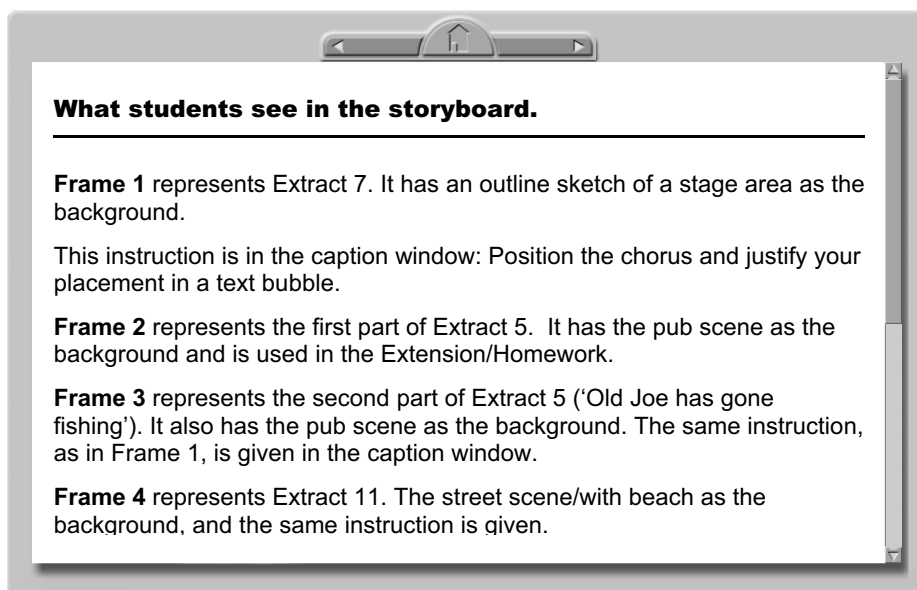 What students see in the storyboard.
Frame 1 represents Extract 7. It has an outline sketch of a stage area as the
background.
This instruction is in the caption window: Position the chorus and justify your
placement in a text bubble.
Frame 2 represents the first part of Extract 5.  It has the pub scene as the
background and is used in the Extension/Homework.
Frame 3 represents the second part of Extract 5 (‘Old Joe has gone
fishing’). It also has the pub scene as the background. The same instruction,
as in Frame 1, is given in the caption window.
Frame 4 represents Extract 11. The street scene/with beach as the
background, and the same instruction is given.